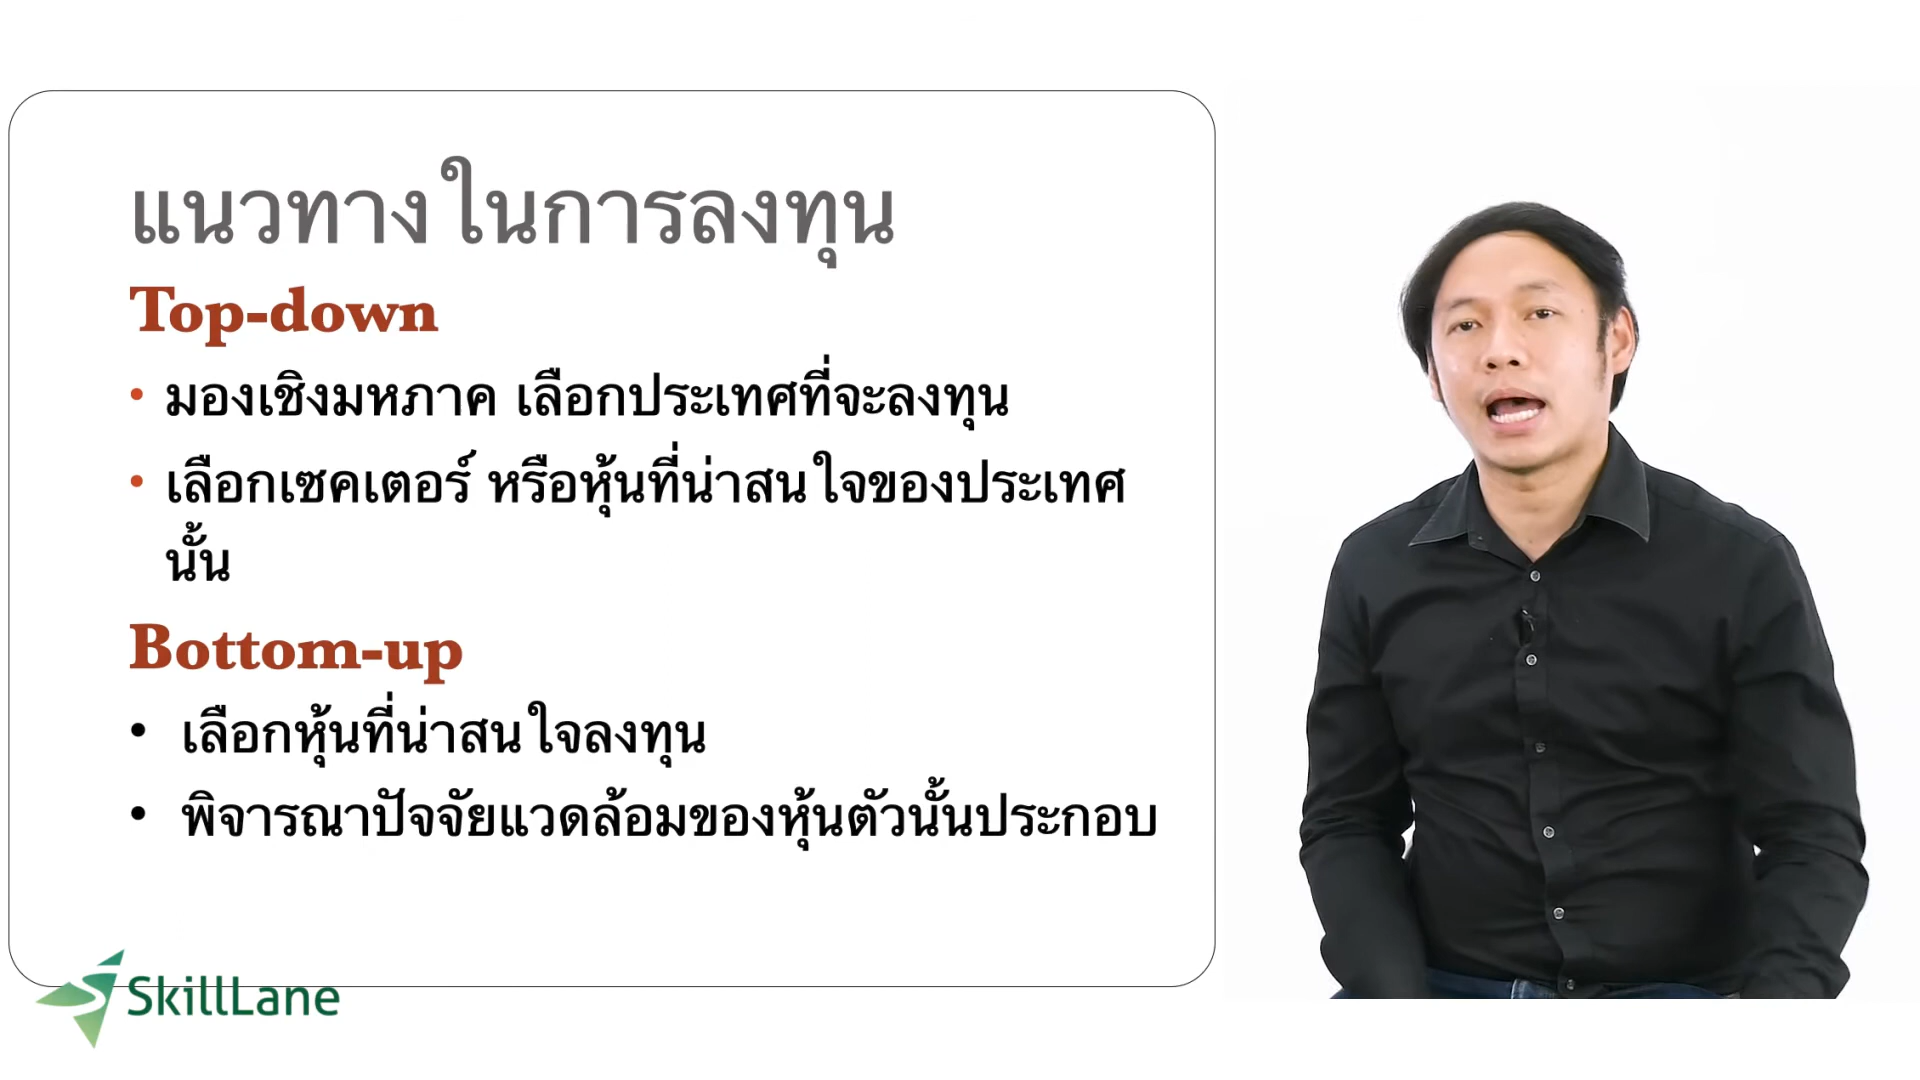 แนวทางในการลงทุน
Top-down
• มองเชิงมหภาค เลือกประเทศที่จะลงทุน
• เลือกเซคเตอร์ หรือหุ้นที่น่าสนใจของประเทศ
นั้น
Bottom-up
• เลือกหุ้นที่น่าสนใจลงทุน
• พิจารณาปัจจัยแวดล้อมของหุ้นตัวนั้นประกอบ
SkillLane